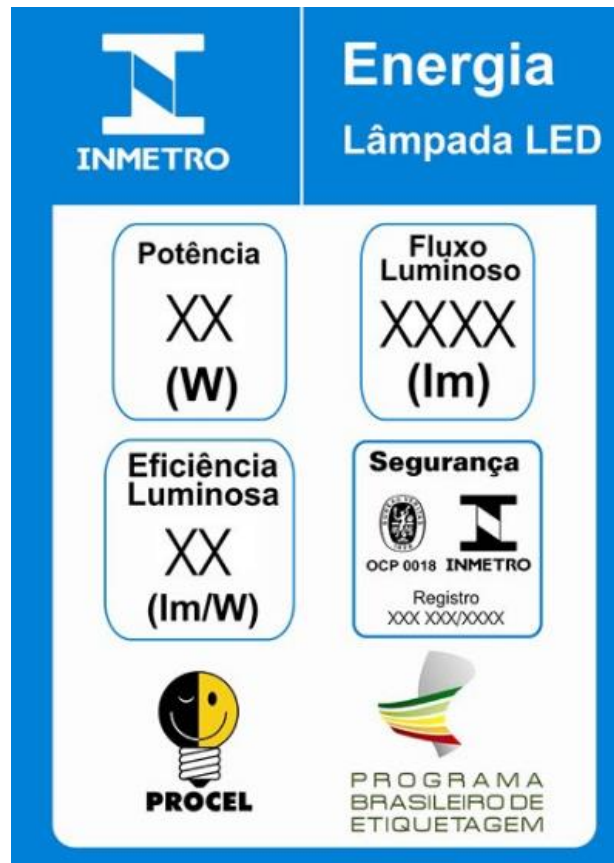 INMETRO
Energia
Lâmpada LED
Potência
XX
(W)
Fluxo
Luminoso
XXXX
(lm)
Eficiência
Luminosa
XX
(lm/W)
Segurança
OCP 0018 INMETRO
Registro
XXX XXX/XXXX
PROCEL
PROGRAMA
BRASILEIRO DE
ETIQUETAGEM